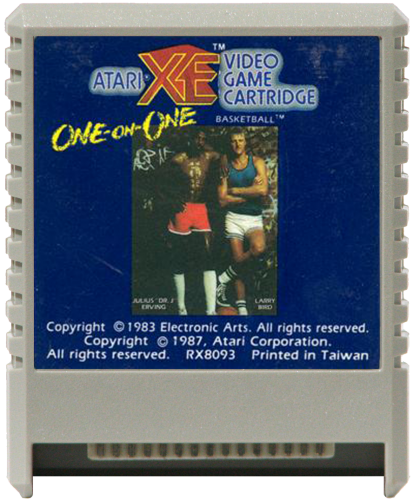 ATARI XE™ VIDEO
GAME
CARTRIDGE
ONE-on-ONE
BASKETBALL™
JULIUS "DR. J"
ERVING
LARRY
BIRD
Copyright © 1983 Electronic Arts. All rights reserved.
Copyright © 1987, Atari Corporation.
All rights reserved. RX8093 Printed in Taiwan